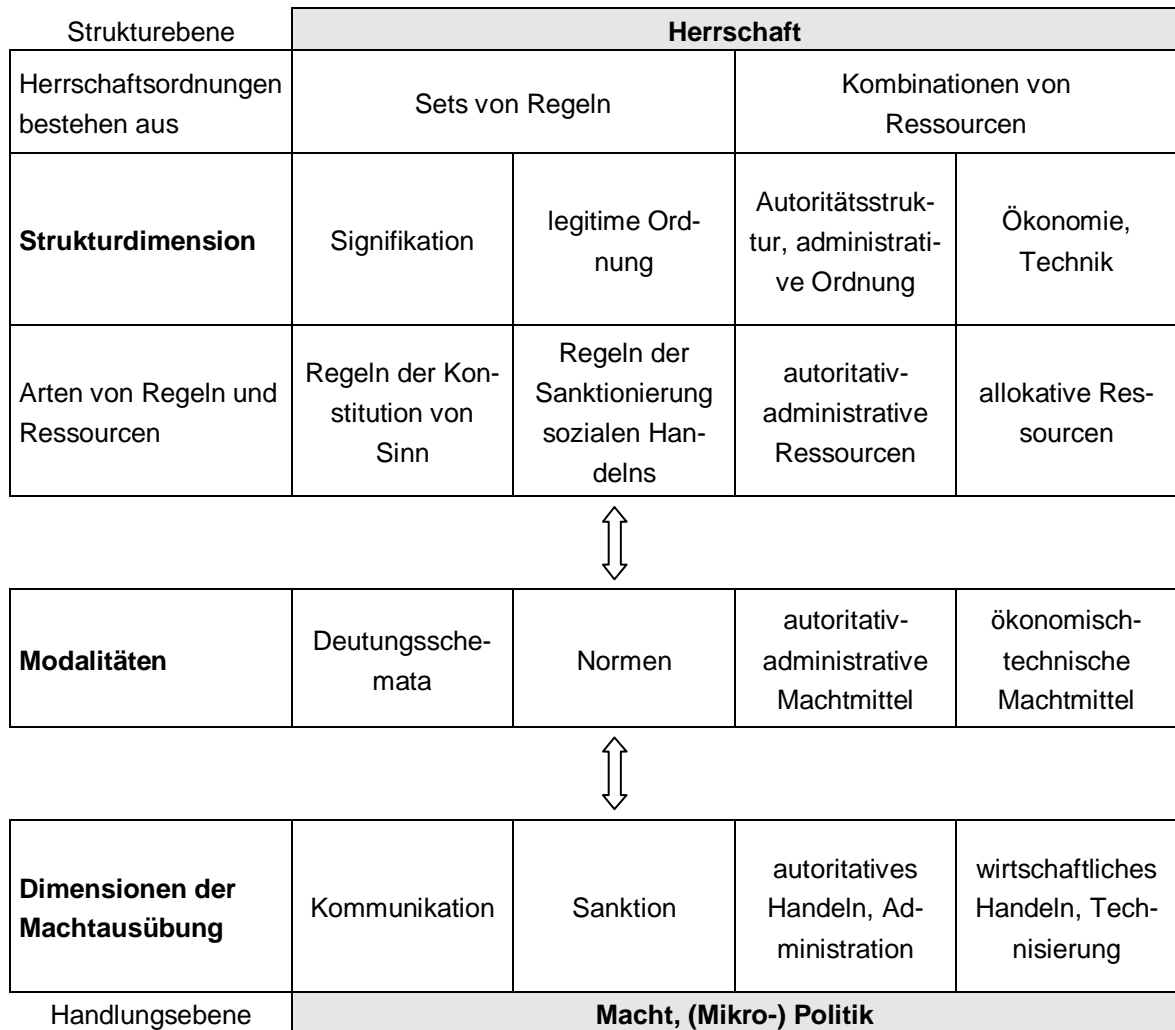 Strukturebene
Herrschaft
Herrschaftsordnungen
bestehen aus
Sets von Regeln
Kombinationen von
Ressourcen
Strukturdimension
Signifikation
legitime Ord-
nung
Autoritätsstruk-
tur, administrati-
ve Ordnung
Ökonomie,
Technik
Arten von Regeln und
Ressourcen
Regeln der Kon-
stitution von
Sinn
Regeln der
Sanktionierung
sozialen Han-
delns
autoritativ-
administrative
Ressourcen
allokative Res-
sourcen
Modalitäten
Deutungssche-
mata
Normen
autoritativ-
administrative
Machtmittel
ökonomisch-
technische
Machtmittel
Dimensionen der
Machtausübung
Kommunikation
Sanktion
autoritatives
Handeln, Ad-
ministration
wirtschaftliches
Handeln, Tech-
nisierung
Handlungsebene
Macht, (Mikro-) Politik